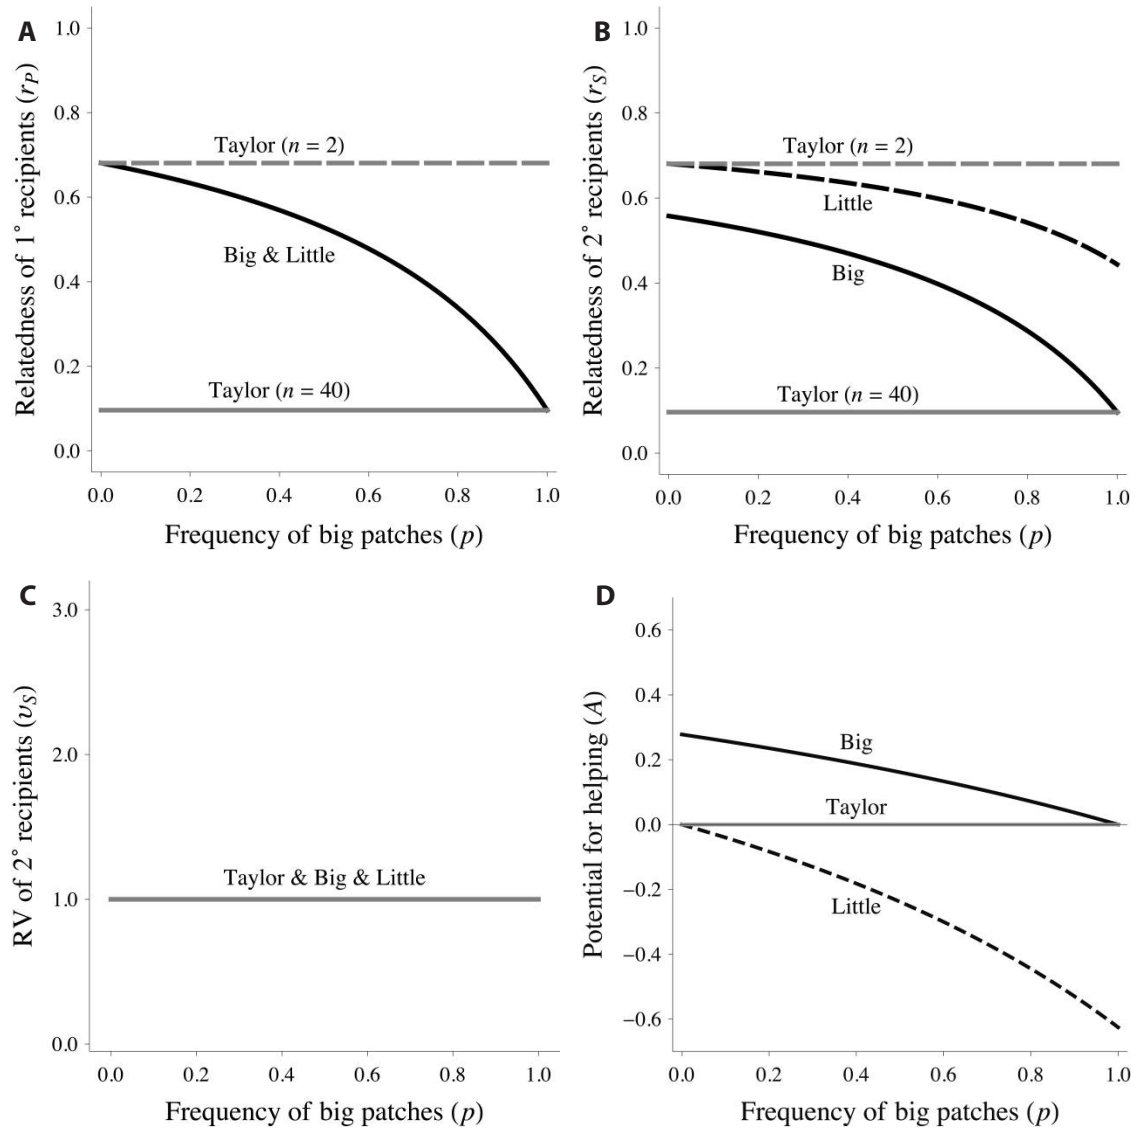 A
Relatedness of 1° recipients (r_P)
1.0
0.8
0.6
0.4
0.2
0.0
Taylor (n = 2)
Big & Little
Taylor (n = 40)
0.0 0.2 0.4 0.6 0.8 1.0
Frequency of big patches (p)
B
Relatedness of 2° recipients (r_S)
1.0
0.8
0.6
0.4
0.2
0.0
Taylor (n = 2)
Little
Big
Taylor (n = 40)
0.0 0.2 0.4 0.6 0.8 1.0
Frequency of big patches (p)
C
RV of 2° recipients (υ_S)
3.0
2.0
1.0
0.0
Taylor & Big & Little
0.0 0.2 0.4 0.6 0.8 1.0
Frequency of big patches (p)
D
Potential for helping (A)
0.6
0.4
0.2
0.0
−0.2
−0.4
−0.6
Big
Taylor
Little
0.0 0.2 0.4 0.6 0.8 1.0
Frequency of big patches (p)